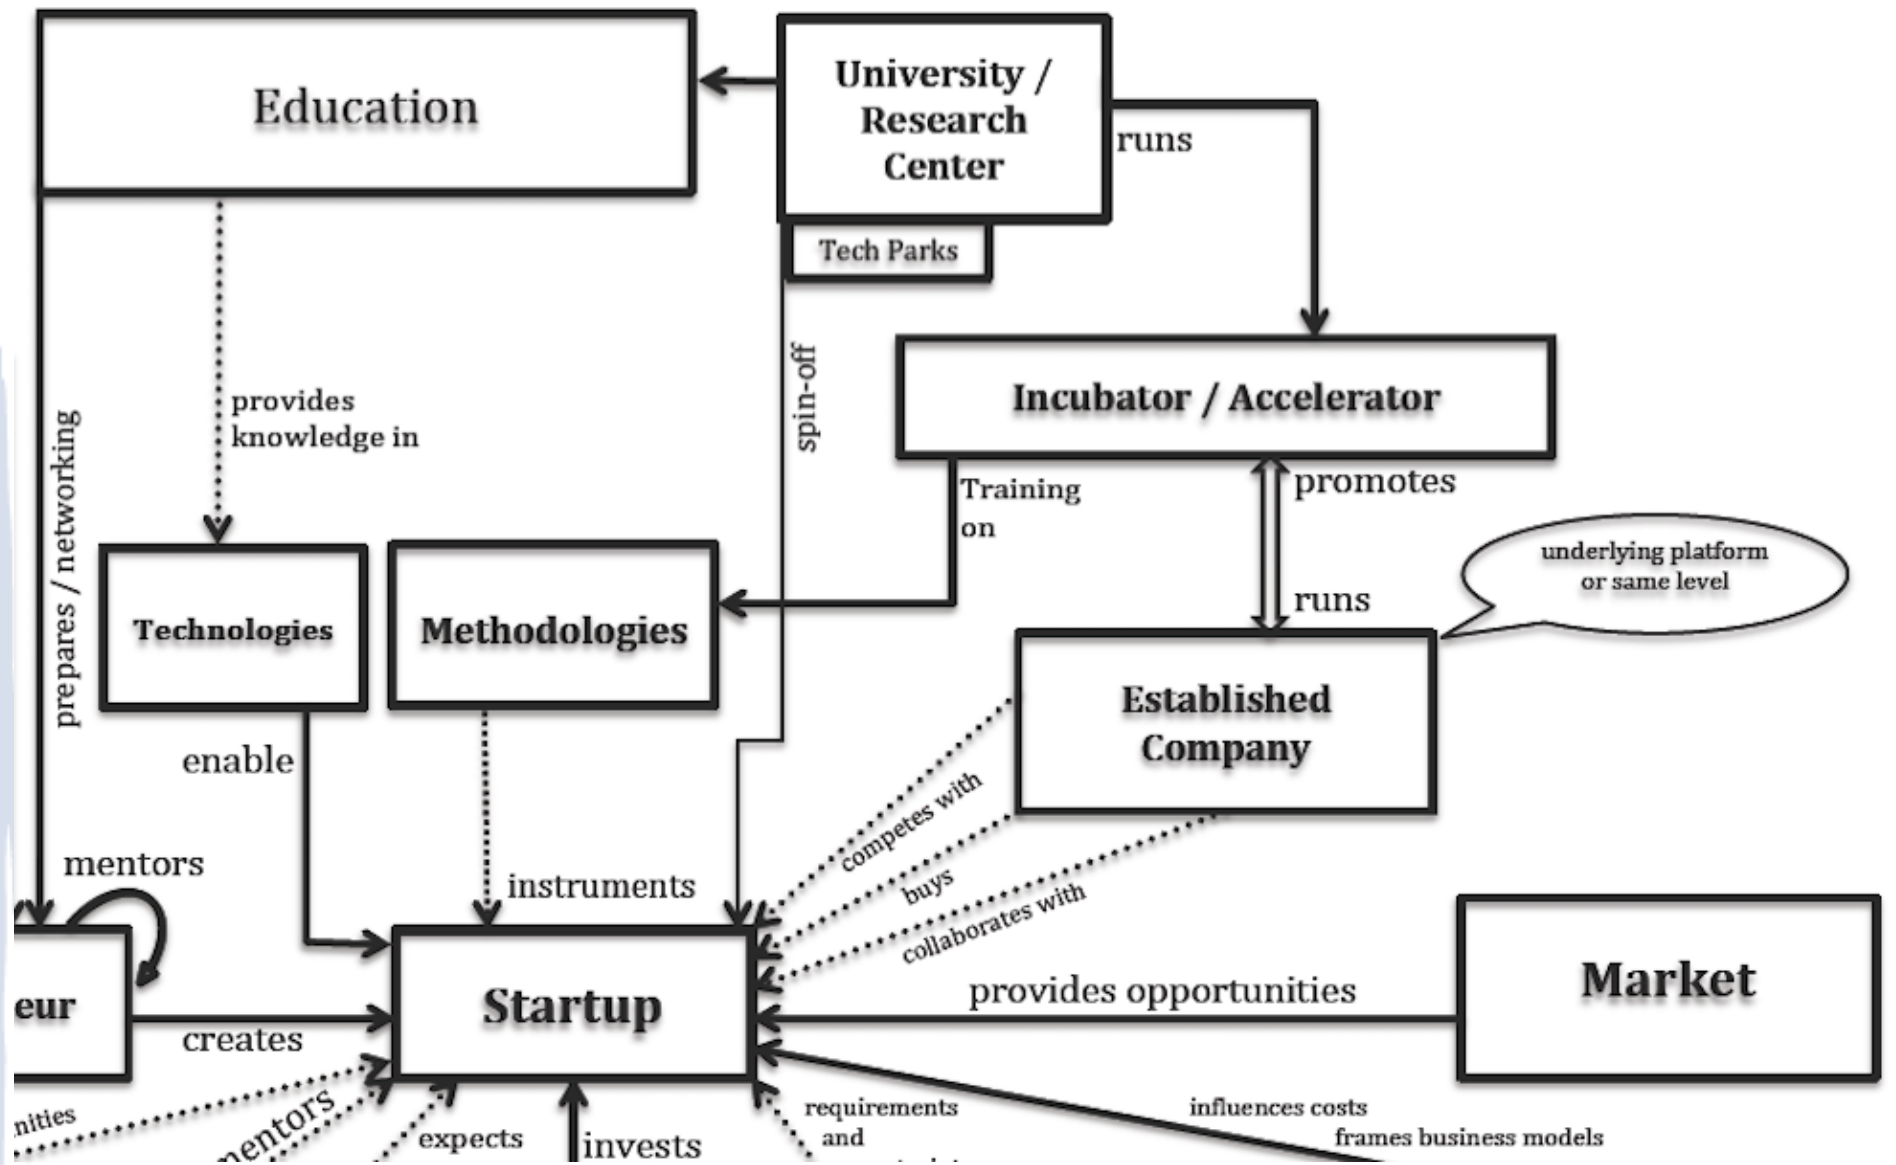 Education
University /
Research
Center
runs
Tech Parks
Incubator / Accelerator
spin-off
provides
knowledge in
prepares / networking
Training
on
promotes
underlying platform
or same level
runs
Technologies
Methodologies
Established
Company
enable
competes with
mentors
instruments
buys
collaborates with
Market
provides opportunities
eur
Startup
creates
nities
mentors
expects
invests
requirements
and
influences costs
frames business models